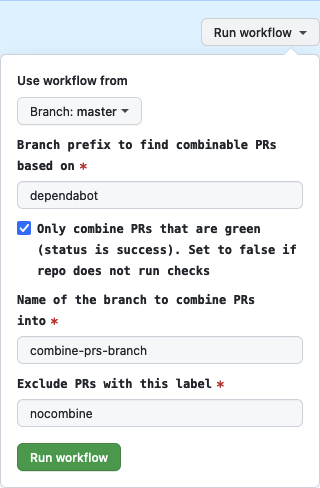 Run workflow
Use workflow from
Branch: master
Branch prefix to find combinable PRs
based on *
dependabot
Only combine PRs that are green
(status is success). Set to false if
repo does not run checks
Name of the branch to combine PRs
into *
combine-prs-branch
Exclude PRs with this label *
nocombine
Run workflow